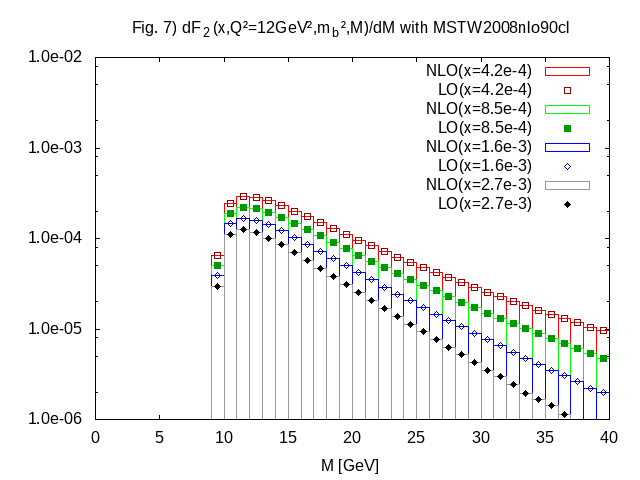 Fig. 7) dF₂(x,Q²=12GeV²,m_b²,M)/dM with MSTW2008nlo90cl
1.0e-02
NLO(x=4.2e-4)
LO(x=4.2e-4)
NLO(x=8.5e-4)
LO(x=8.5e-4)
1.0e-03
NLO(x=1.6e-3)
LO(x=1.6e-3)
NLO(x=2.7e-3)
LO(x=2.7e-3)
1.0e-04
1.0e-05
1.0e-06
0 5 10 15 20 25 30 35 40
M [GeV]